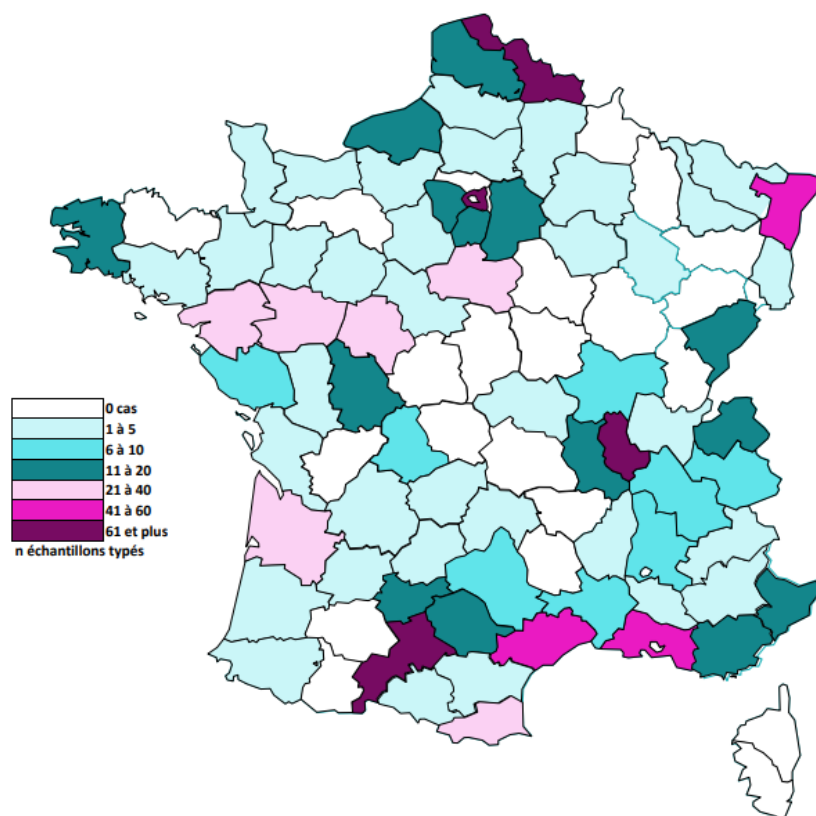 0 cas
1 à 5
6 à 10
11 à 20
21 à 40
41 à 60
61 et plus
n échantillons typés